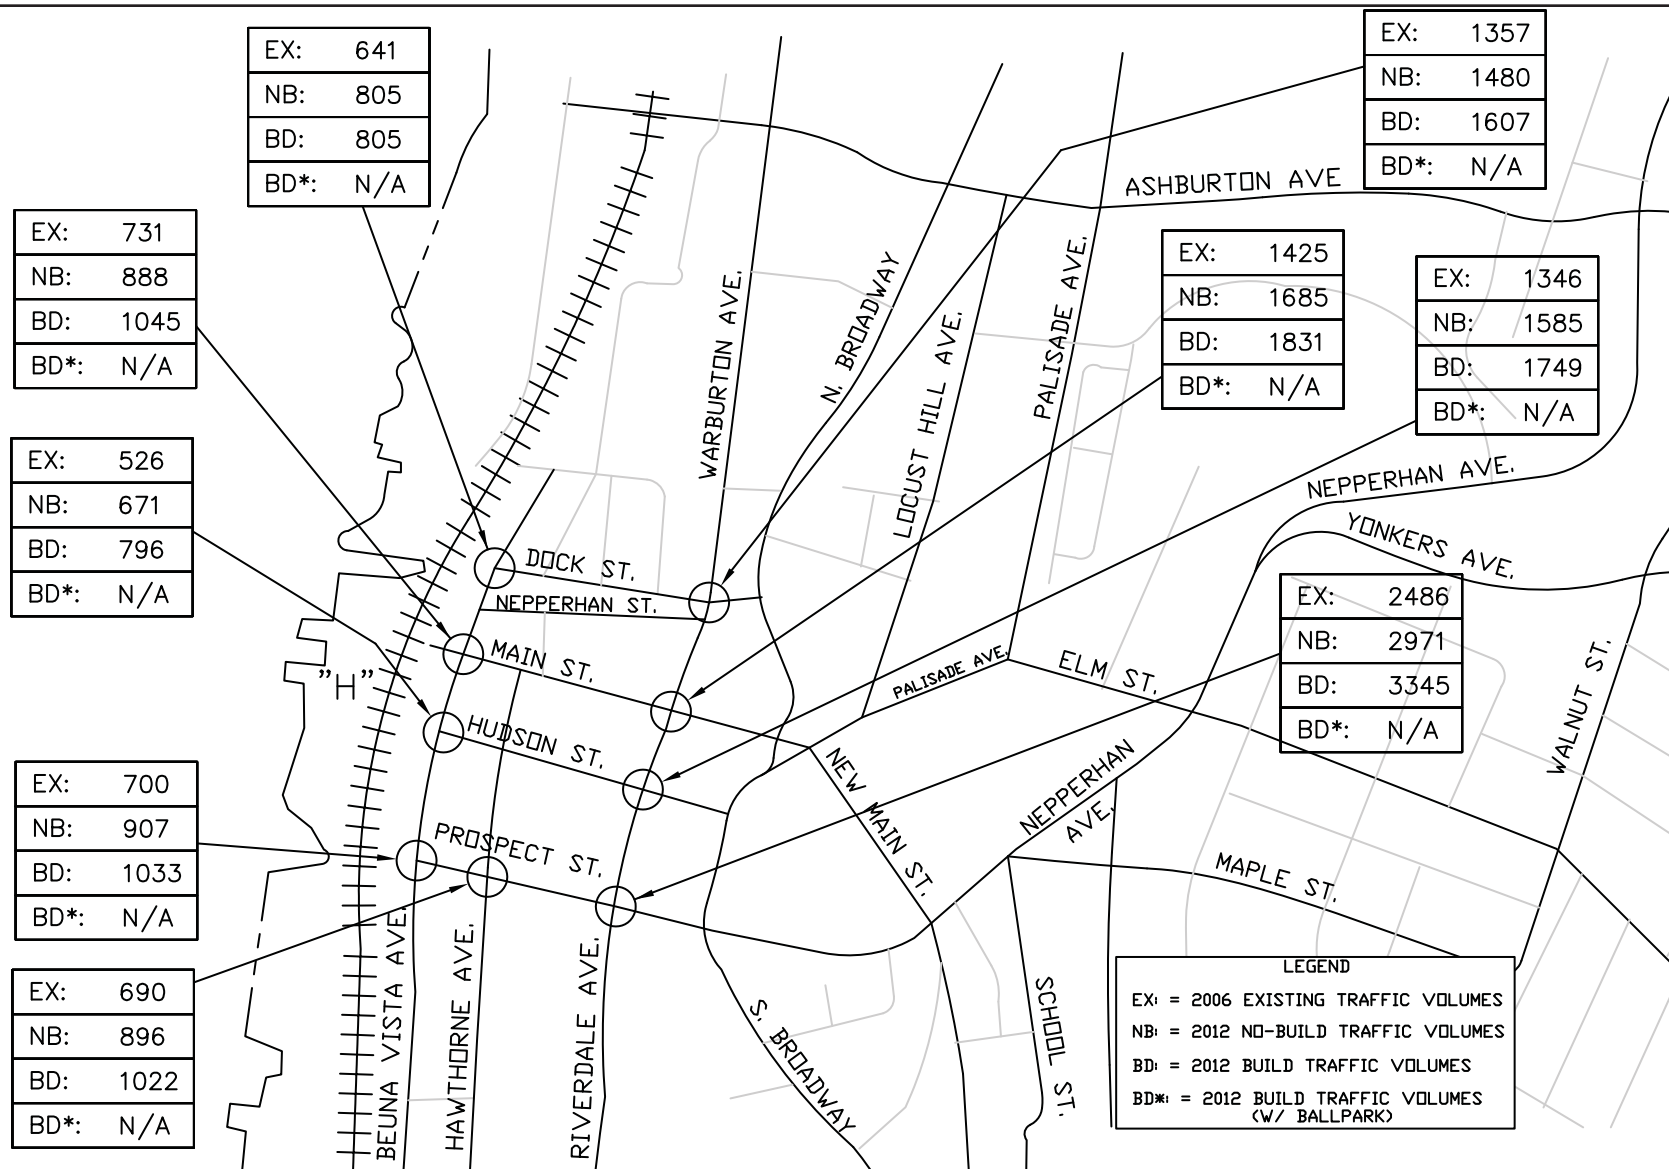 EX: 641
NB: 805
BD: 805
BD*: N/A
EX: 1357
NB: 1480
BD: 1607
BD*: N/A
EX: 731
NB: 888
BD: 1045
BD*: N/A
EX: 1425
NB: 1685
BD: 1831
BD*: N/A
EX: 1346
NB: 1585
BD: 1749
BD*: N/A
EX: 526
NB: 671
BD: 796
BD*: N/A
EX: 2486
NB: 2971
BD: 3345
BD*: N/A
EX: 700
NB: 907
BD: 1033
BD*: N/A
EX: 690
NB: 896
BD: 1022
BD*: N/A
ASHBURTON AVE
WARBURTON AVE.
N. BROADWAY
LOCUST HILL AVE.
PALISADE AVE.
NEPPERHAN AVE.
YONKERS AVE.
DOCK ST.
NEPPERHAN ST.
MAIN ST.
"H"
HUDSON ST.
PALISADE AVE.
ELM ST.
WALNUT ST.
NEW MAIN ST.
NEPPERHAN
AVE.
PROSPECT ST.
MAPLE ST.
BEUNA VISTA AVE.
HAWTHORNE AVE.
RIVERDALE AVE.
S. BROADWAY
SCHOOL ST.
LEGEND
EX: = 2006 EXISTING TRAFFIC VOLUMES
NB: = 2012 NO-BUILD TRAFFIC VOLUMES
BD: = 2012 BUILD TRAFFIC VOLUMES
BD*: = 2012 BUILD TRAFFIC VOLUMES
(W/ BALLPARK)